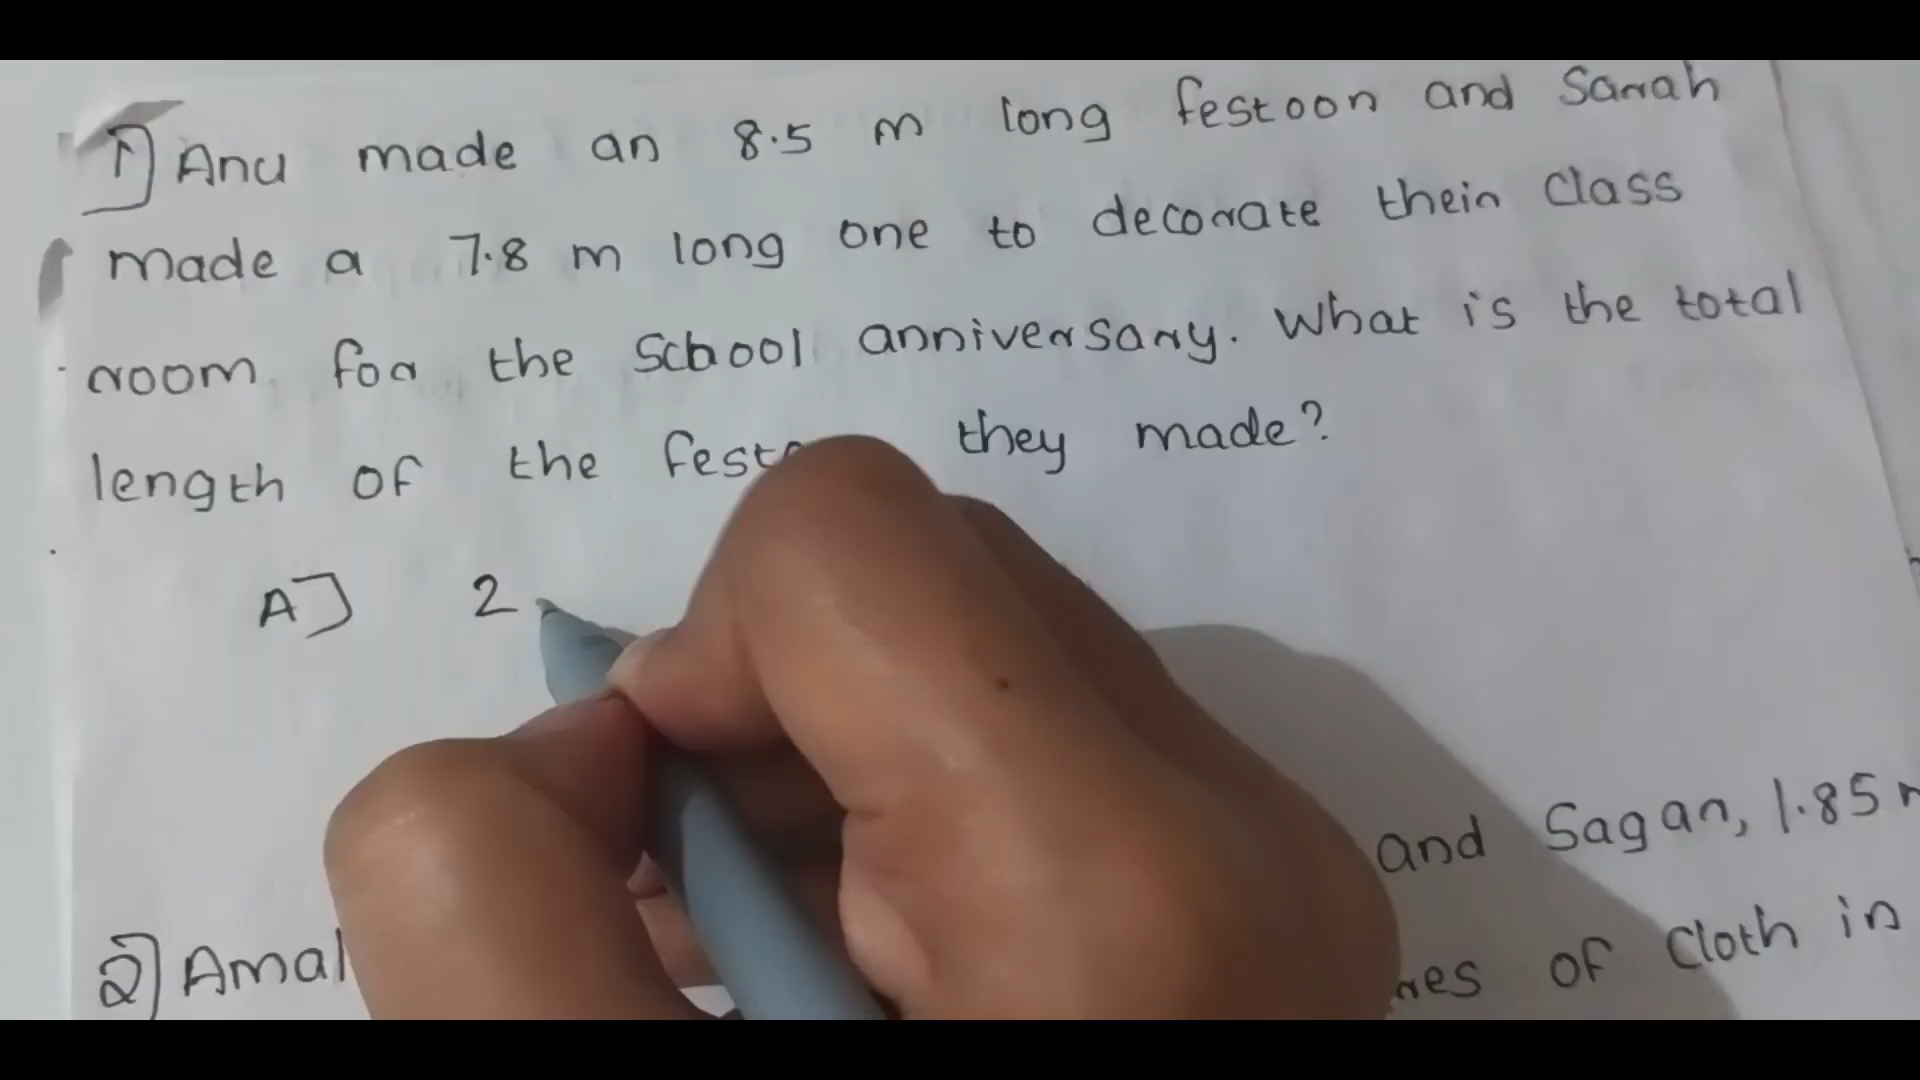 1] Anu made an 8.5 m long festoon and Sarah
made a 7.8 m long one to decorate their Class
room for the School anniversary. What is the total
length of the they made?
A] 2
and Sagar, 1.85
2] Amal of Cloth in